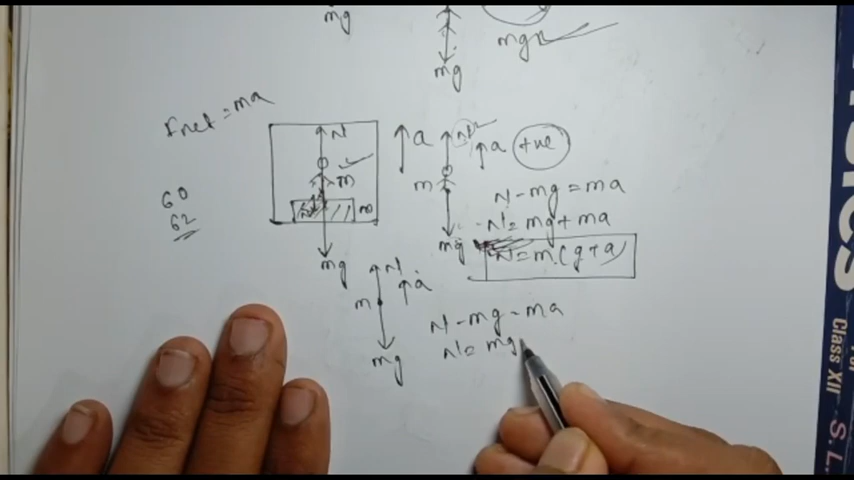 mg
mg
mg
Fnet = ma
N
a
N
a
+ve
m
m
N - mg = ma
60
62
m
N = mg + ma
mg
N = m(g+a)
mg
N
a
m
N - mg = ma
N = mg
mg
Class XII
S. L.